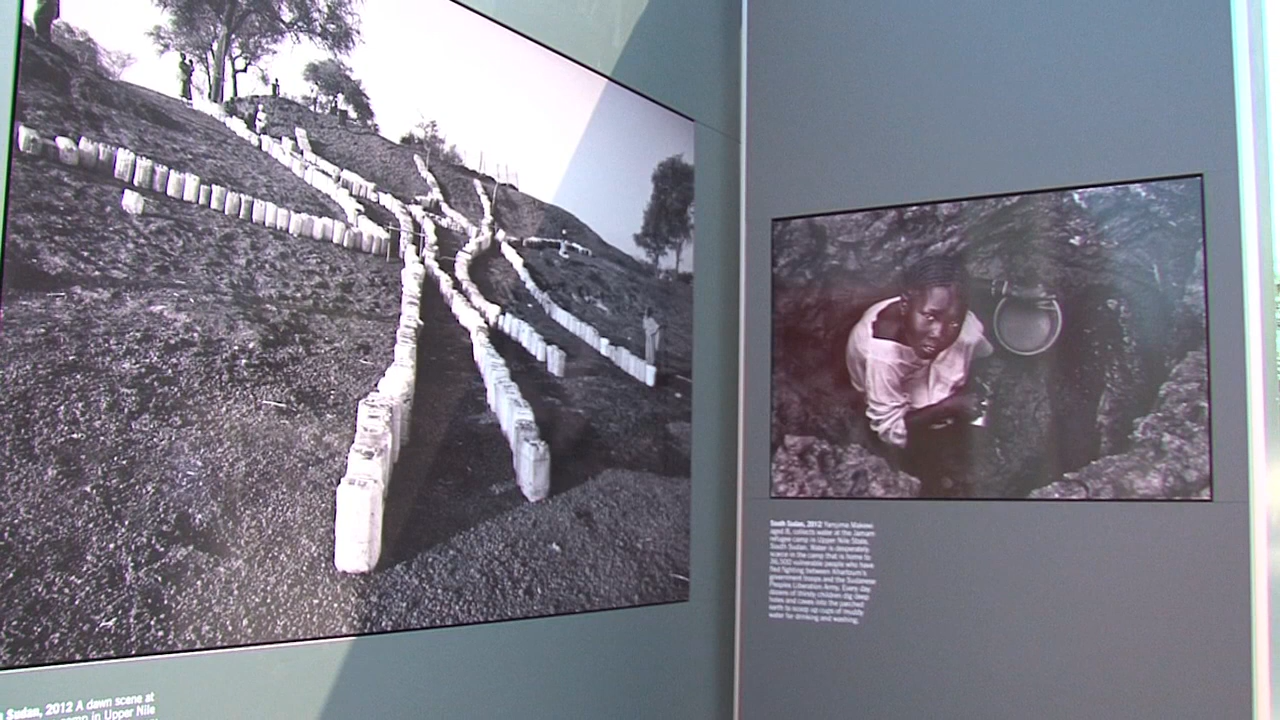 South Sudan, 2012 A dawn scene at
camp in Upper Nile
South Sudan, 2012
aged 8, collects water at the Jamam
refugee camp in Upper Nile State,
South Sudan. Water is desperately
scarce in the camp that is home to
36,500 vulnerable people who have
fled fighting between Khartoum's
government troops and the Sudanese
Peoples Liberation Army. Every day
dozens of thirsty children dig deep
holes and caves into the parched
earth to scoop up cups of muddy
water for drinking and washing.